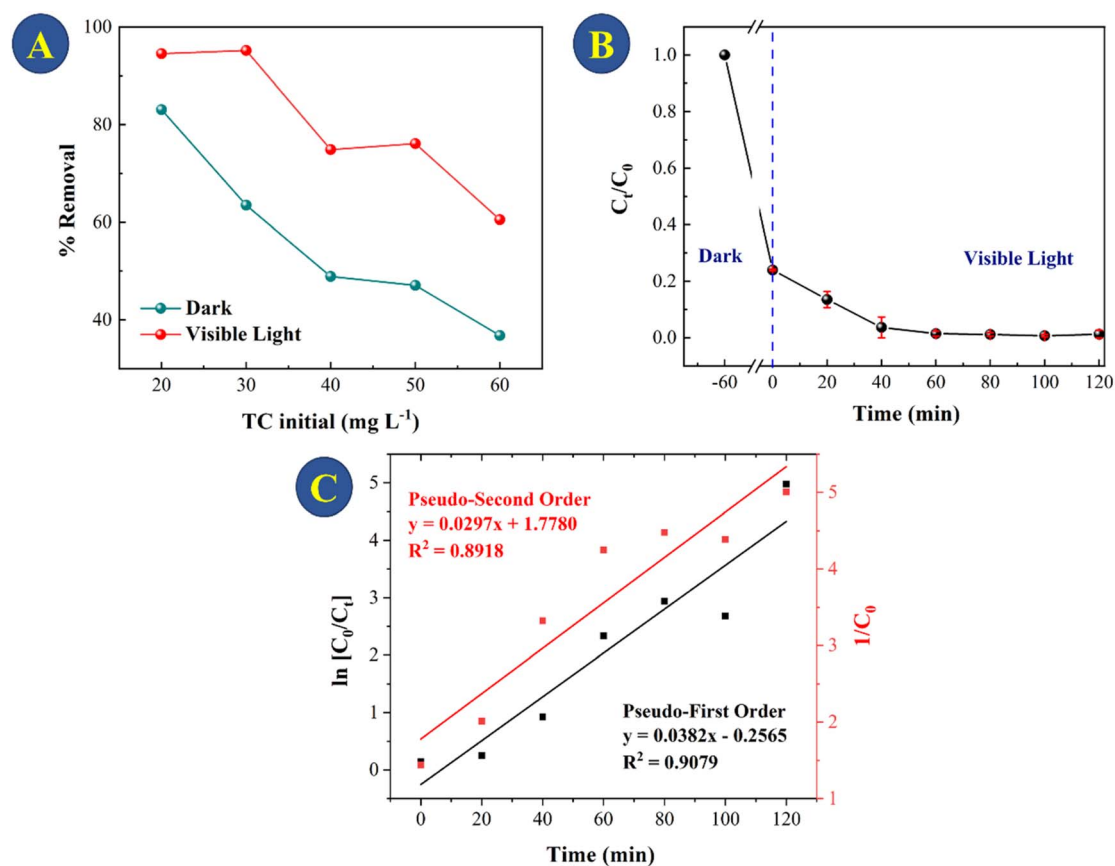 A
100
80
60
40
% Removal
Dark
Visible Light
20 30 40 50 60
TC initial (mg L⁻¹)
B
1.0
0.8
0.6
0.4
0.2
0.0
Cₜ/C₀
Dark
Visible Light
-60 0 20 40 60 80 100 120
Time (min)
C
5
4
3
2
1
0
ln [C₀/Cₜ]
Pseudo-Second Order
y = 0.0297x + 1.7780
R² = 0.8918
Pseudo-First Order
y = 0.0382x - 0.2565
R² = 0.9079
5
4
3
2
1
1/C₀
0 20 40 60 80 100 120
Time (min)